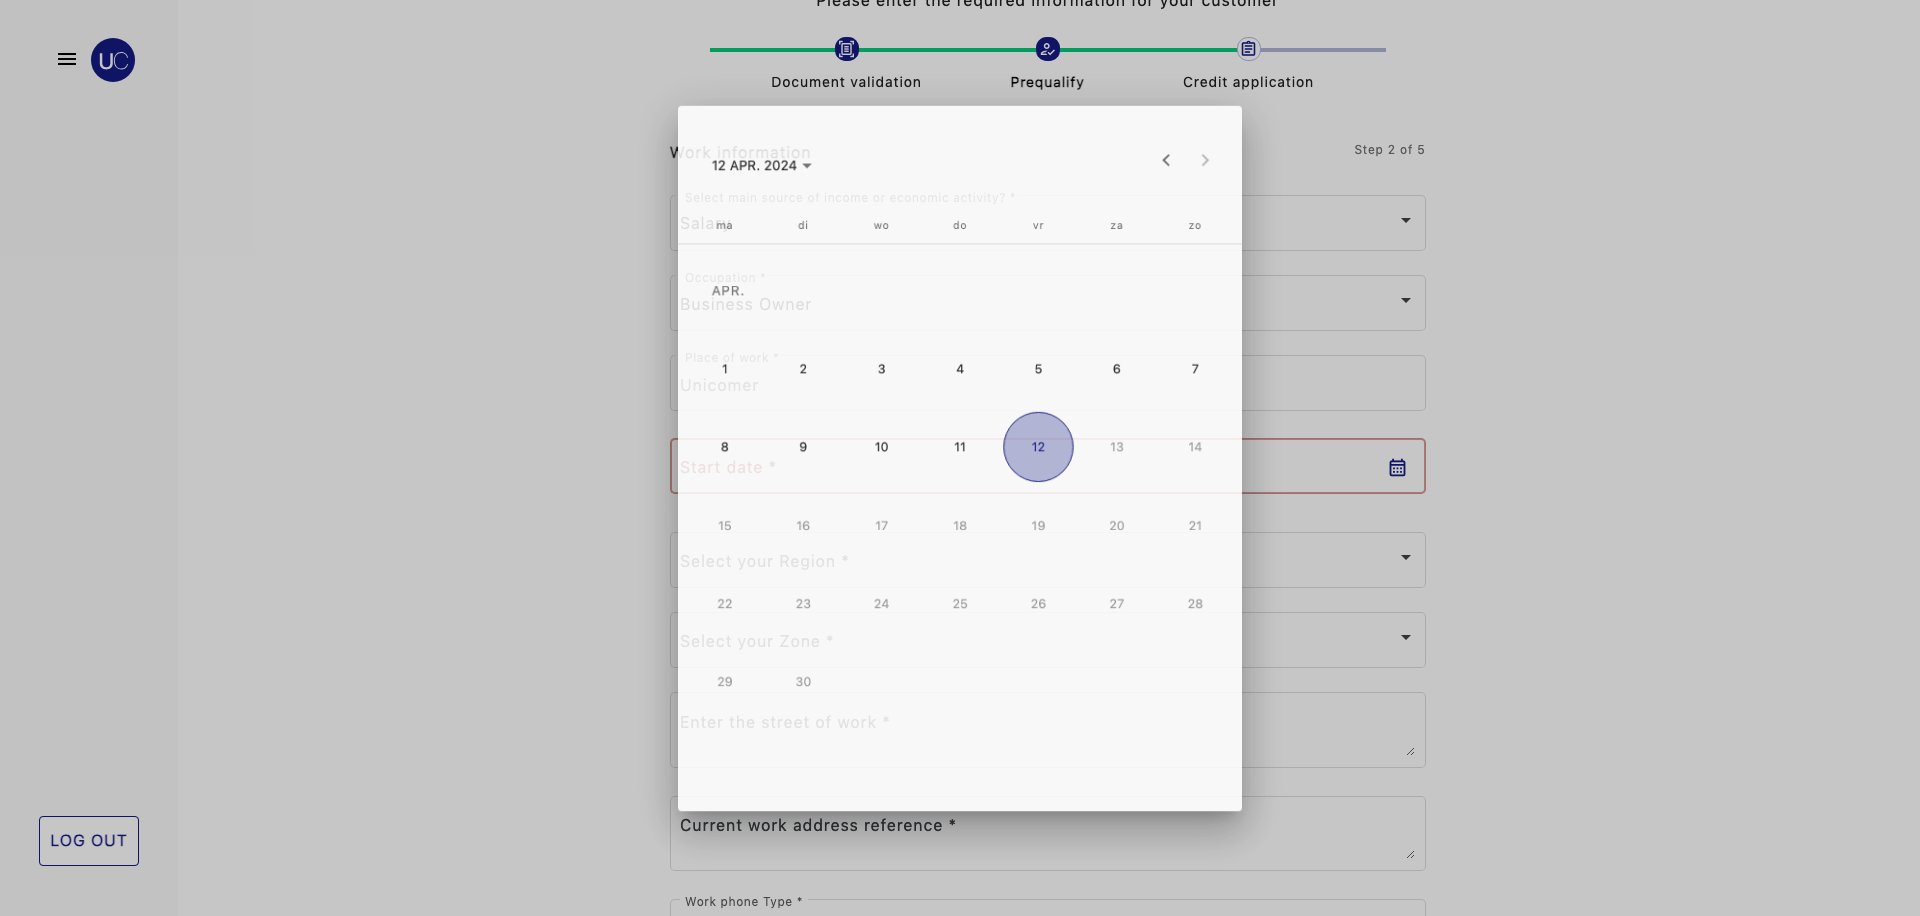 Please enter the required information for your customer
UC
Document validation
Prequalify
Credit application
Work information
Step 2 of 5
12 APR. 2024
Select main source of income or economic activity? *
Salary
ma di wo do vr za zo
Occupation *
APR.
Business Owner
Place of work *
1 2 3 4 5 6 7
Unicomer
8 9 10 11 12 13 14
Start date *
15 16 17 18 19 20 21
Select your Region *
22 23 24 25 26 27 28
Select your Zone *
29 30
Enter the street of work *
Current work address reference *
LOG OUT
Work phone Type *